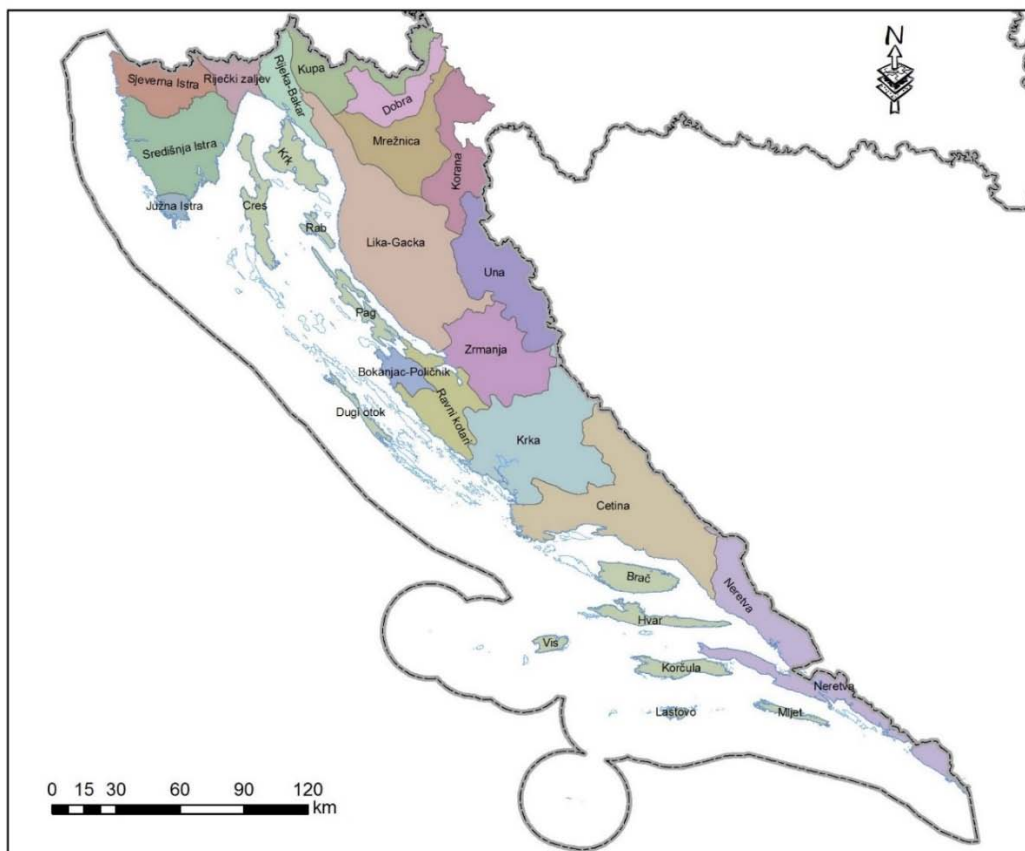 N
Sjeverna Istra
Riječki zaljev
Rijeka-Bakar
Kupa
Dobra
Mrežnica
Korana
Središnja Istra
Južna Istra
Krk
Cres
Rab
Lika-Gacka
Una
Pag
Zrmanja
Bokanjac-Poličnik
Ravni kotari
Dugi otok
Krka
Cetina
Brač
Neretva
Hvar
Vis
Korčula
Neretva
Lastovo
Mljet
0 15 30 60 90 120
km